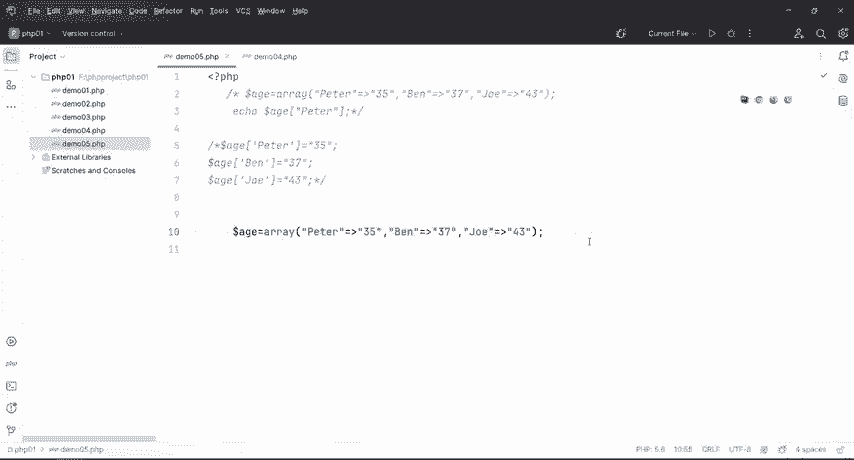 File Edit View Navigate Code Refactor Run Tools VCS Window Help
P php01 Version control Current File
Project demo05.php demo04.php
php01 F:\phpproject\php01
demo01.php
demo02.php
demo03.php
demo04.php
demo05.php
External Libraries
Scratches and Consoles
1 <?php
2 /* $age=array("Peter"=>"35","Ben"=>"37","Joe"=>"43");
3 echo $age["Peter"];*/
4
5 /*$age['Peter']="35";
6 $age['Ben']="37";
7 $age['Joe']="43";*/
8
9
10 $age=array("Peter"=>"35","Ben"=>"37","Joe"=>"43");
11
php
php01 > demo05.php PHP: 5.6 10:55 CRLF UTF-8 4 spaces